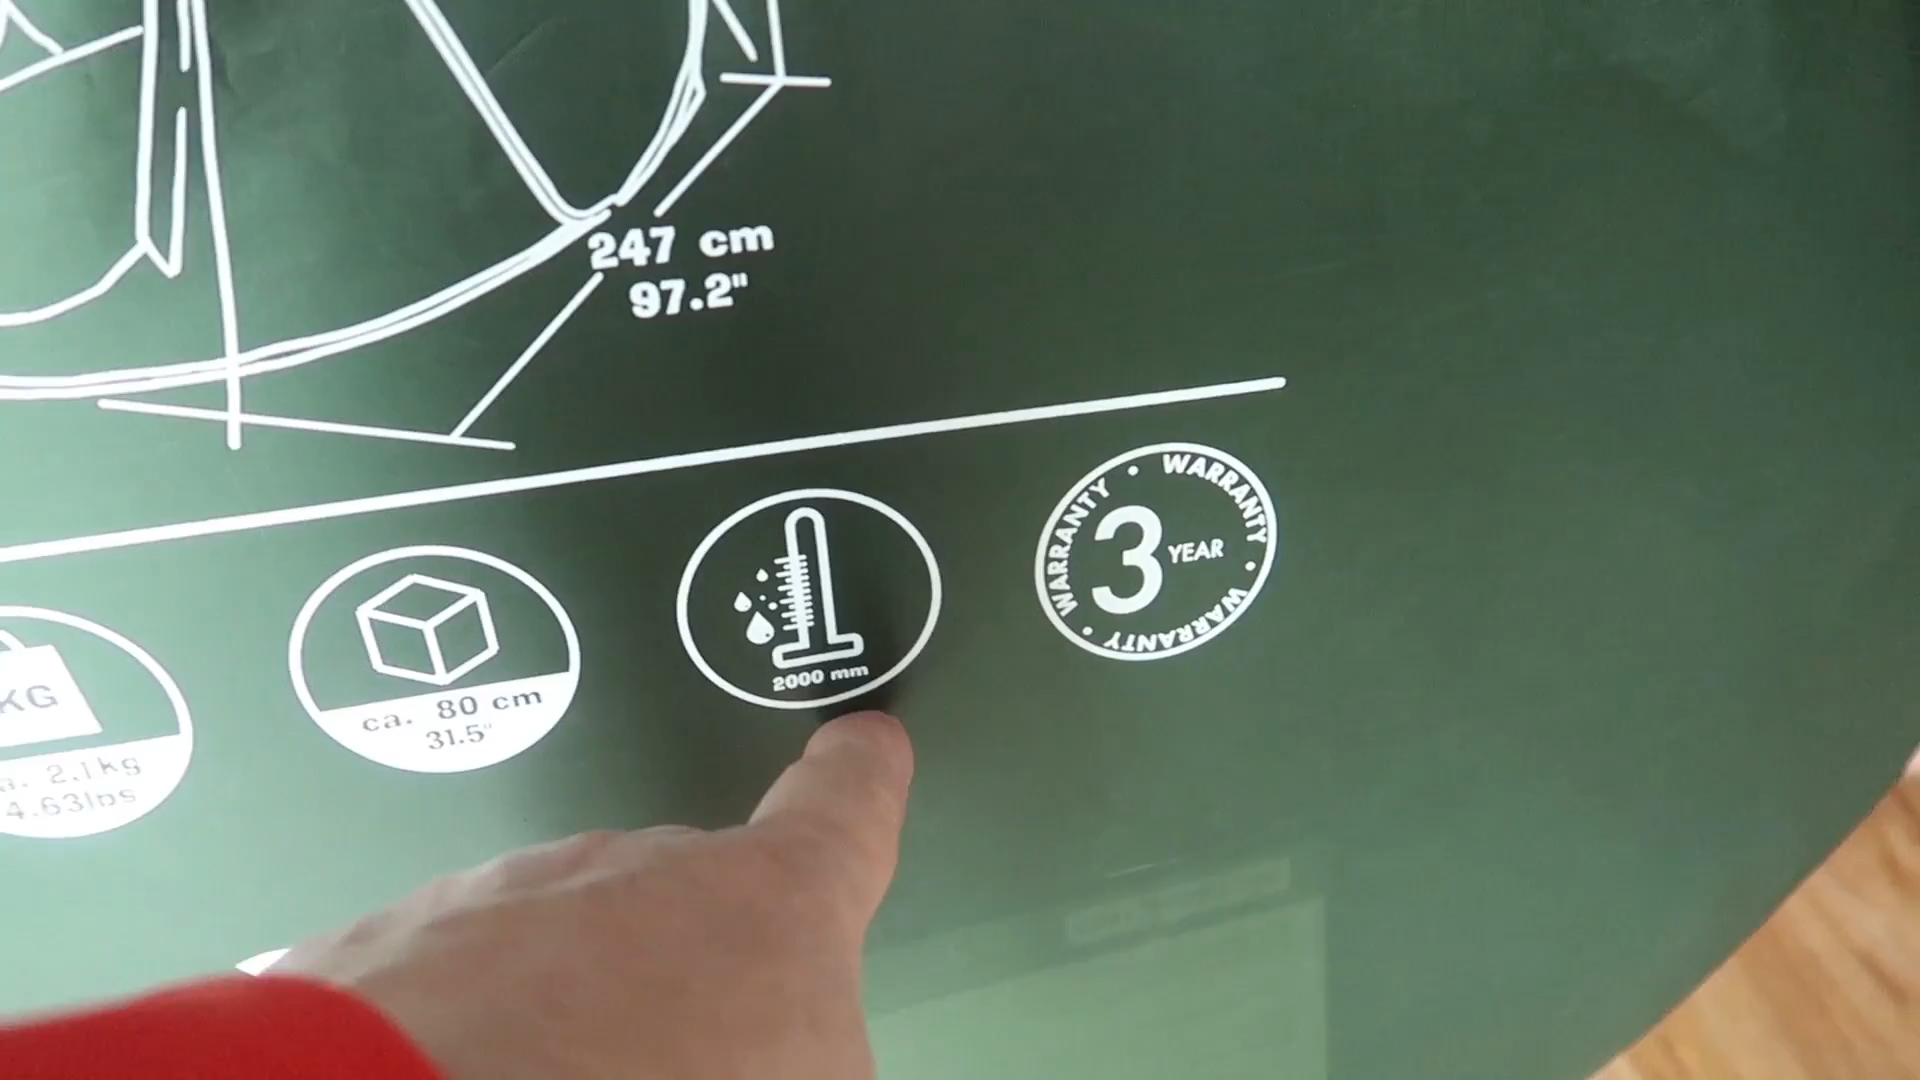 247 cm
97.2"
KG
a. 2.1kg
4.63lbs
ca. 80 cm
31.5"
2000 mm
WARRANTY • WARRANTY • WARRANTY •
3 YEAR